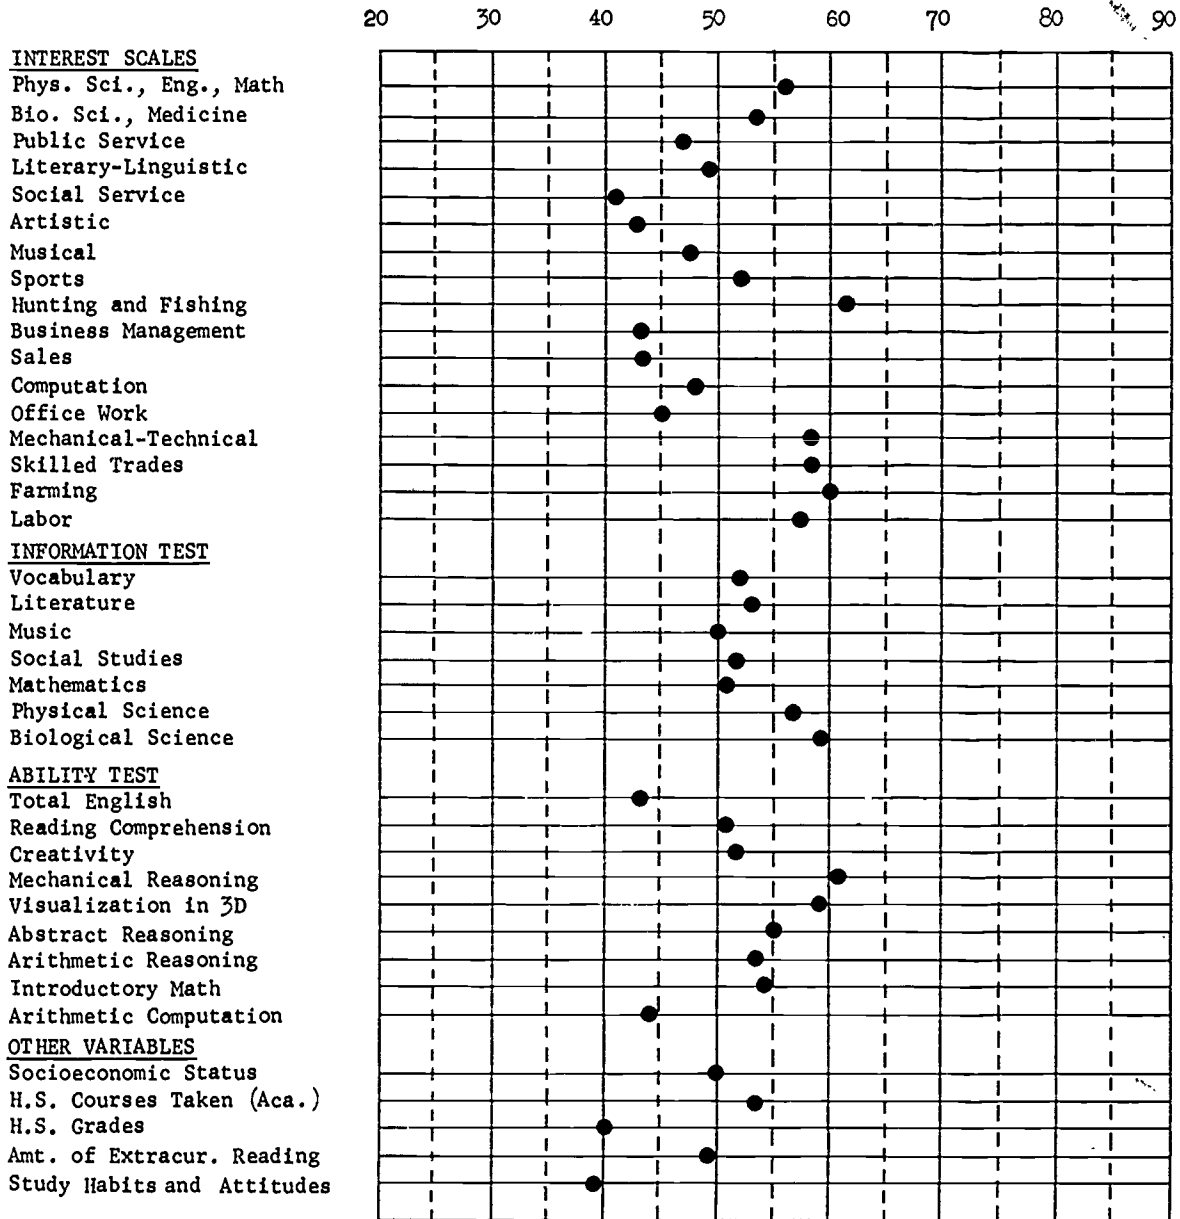 20 30 40 50 60 70 80 90
INTEREST SCALES
Phys. Sci., Eng., Math
Bio. Sci., Medicine
Public Service
Literary-Linguistic
Social Service
Artistic
Musical
Sports
Hunting and Fishing
Business Management
Sales
Computation
Office Work
Mechanical-Technical
Skilled Trades
Farming
Labor
INFORMATION TEST
Vocabulary
Literature
Music
Social Studies
Mathematics
Physical Science
Biological Science
ABILITY TEST
Total English
Reading Comprehension
Creativity
Mechanical Reasoning
Visualization in 3D
Abstract Reasoning
Arithmetic Reasoning
Introductory Math
Arithmetic Computation
OTHER VARIABLES
Socioeconomic Status
H.S. Courses Taken (Aca.)
H.S. Grades
Amt. of Extracur. Reading
Study Habits and Attitudes